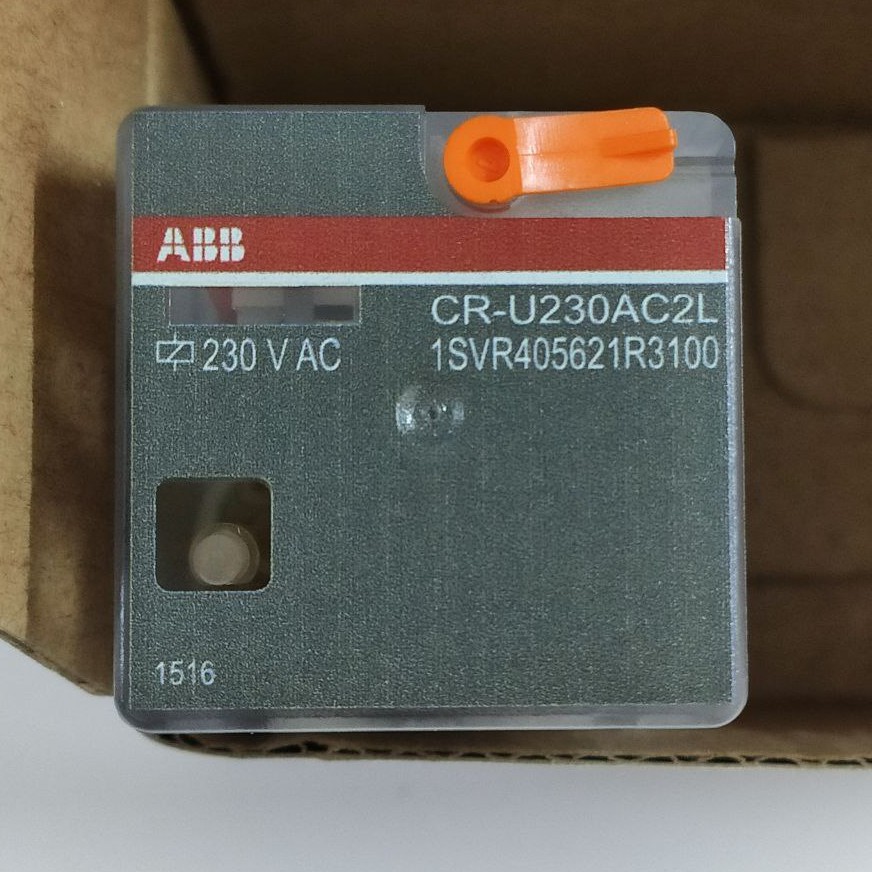 ABB
CR-U230AC2L
230 V AC
1SVR405621R3100
1516